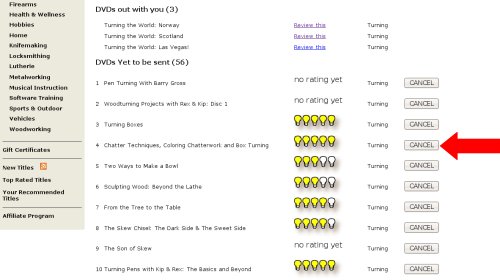 Firearms
Health & Wellness
Hobbies
Home
Knifemaking
Locksmithing
Lutherie
Metalworking
Musical Instruction
Software Training
Sports & Outdoor
Vehicles
Woodworking
Gift Certificates
New Titles
Top Rated Titles
Your Recommended
Titles
Affiliate Program
DVDs out with you (3)
Turning the World: Norway Review this Turning
Turning the World: Scotland Review this Turning
Turning the World: Las Vegas! Review this Turning
DVDs Yet to be sent (56)
1 Pen Turning With Barry Gross no rating yet Turning CANCEL
2 Woodturning Projects with Rex & Kip: Disc 1 no rating yet Turning CANCEL
3 Turning Boxes Turning CANCEL
4 Chatter Techniques, Coloring Chatterwork and Box Turning Turning CANCEL
5 Two Ways to Make a Bowl Turning CANCEL
6 Sculpting Wood: Beyond the Lathe Turning CANCEL
7 From the Tree to the Table Turning CANCEL
8 The Skew Chisel: The Dark Side & The Sweet Side Turning CANCEL
9 The Son of Skew no rating yet Turning CANCEL
10 Turning Pens with Kip & Rex: The Basics and Beyond Turning CANCEL